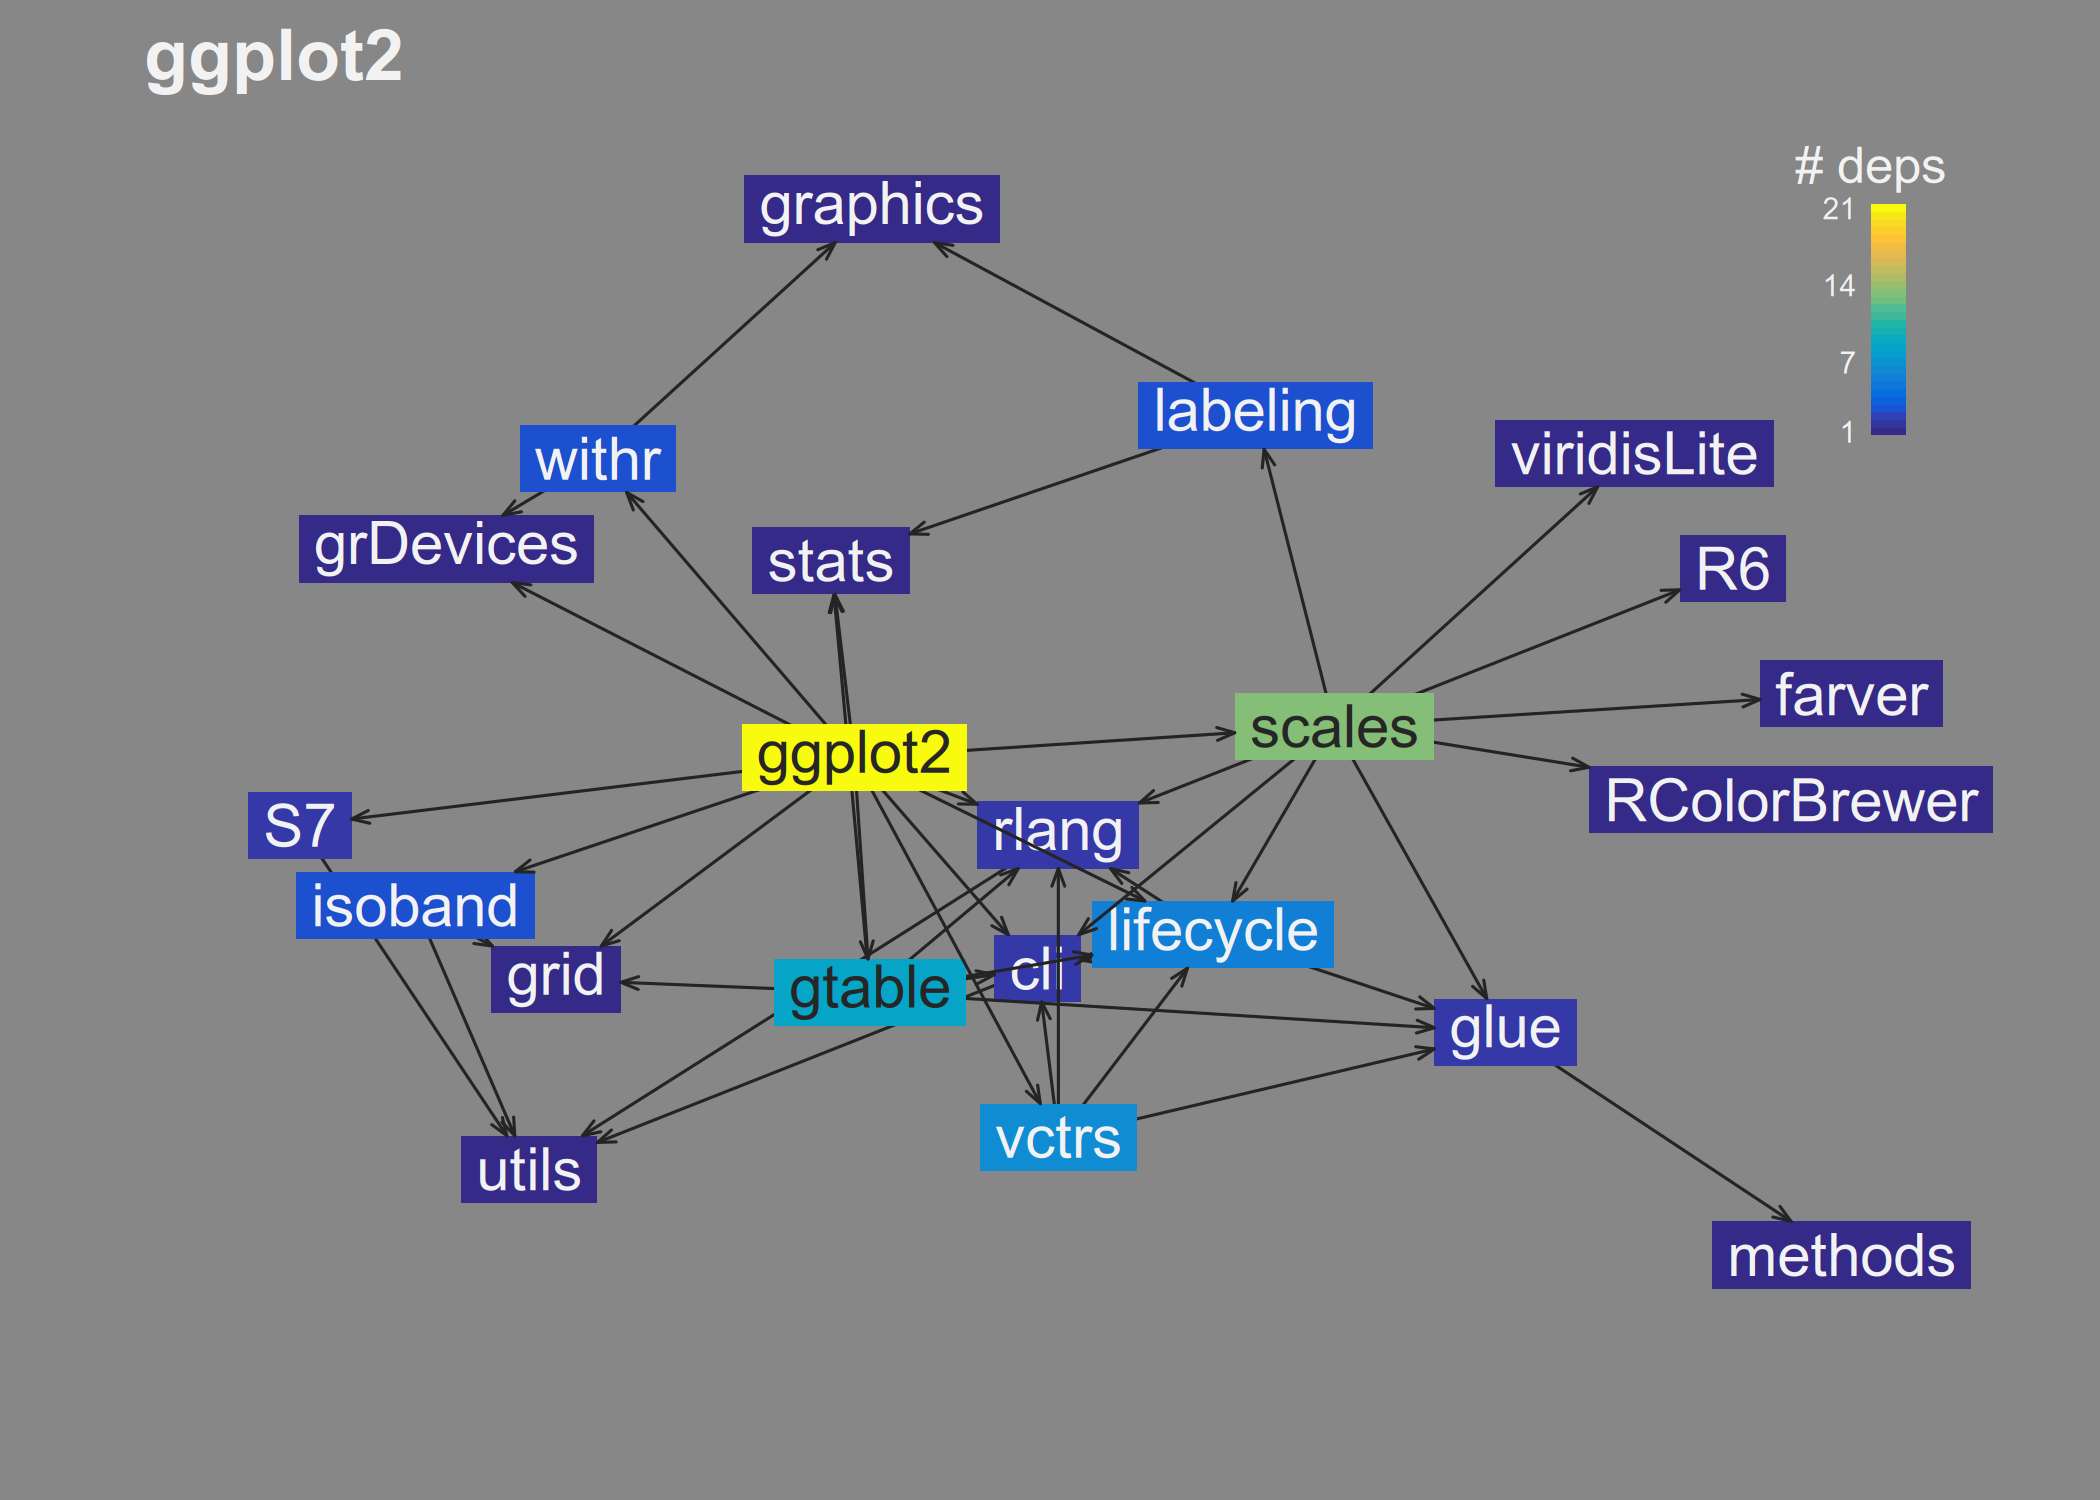 ggplot2
# deps
21
14
7
1
graphics
labeling
withr
viridisLite
grDevices
stats
R6
farver
scales
ggplot2
RColorBrewer
S7
rlang
isoband
lifecycle
grid
cli
gtable
glue
vctrs
utils
methods